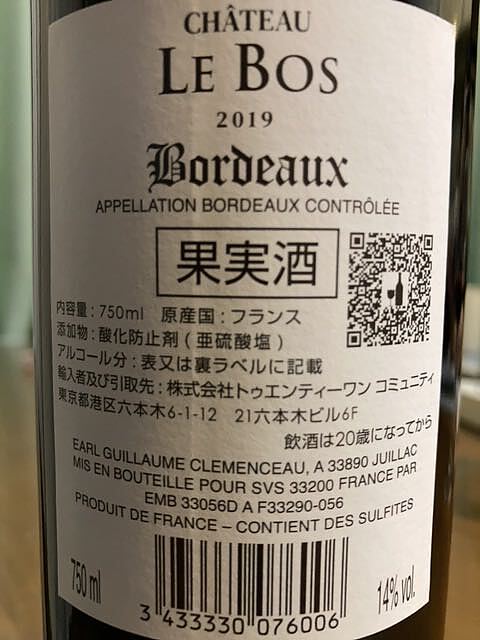 CHÂTEAU
LE BOS
2019
Bordeaux
APPELLATION BORDEAUX CONTRÔLÉE
果実酒
内容量：750ml 原産国：フランス
添加物：酸化防止剤（亜硫酸塩）
アルコール分：表又は裏ラベルに記載
輸入者及び引取先：株式会社トゥエンティーワン コミュニティ
東京都港区六本木6-1-12 21六本木ビル6F
飲酒は20歳になってから
EARL GUILLAUME CLEMENCEAU, A 33890 JUILLAC
MIS EN BOUTEILLE POUR SVS 33200 FRANCE PAR
EMB 33056D A F33290-056
PRODUIT DE FRANCE – CONTIENT DES SULFITES
750 ml
14% vol.
3 433330 076006